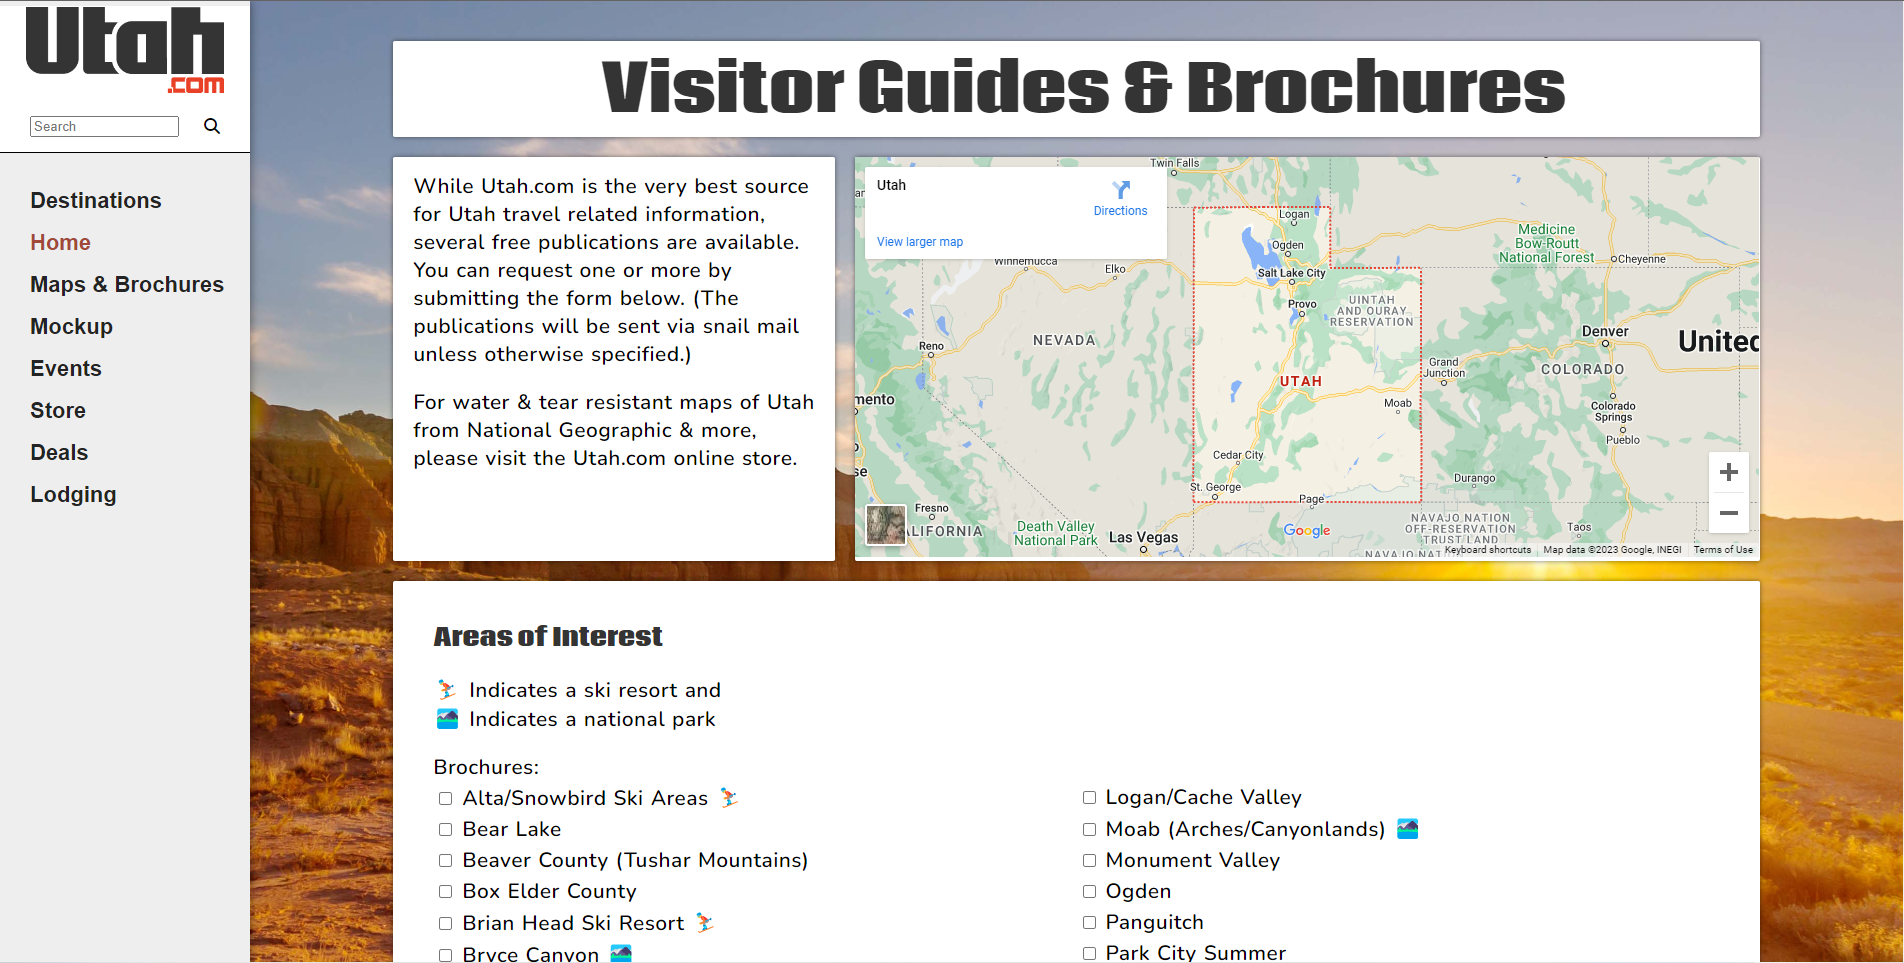 Utah
.com
Search
Destinations
Home
Maps & Brochures
Mockup
Events
Store
Deals
Lodging
Visitor Guides & Brochures
While Utah.com is the very best source
for Utah travel related information,
several free publications are available.
You can request one or more by
submitting the form below. (The
publications will be sent via snail mail
unless otherwise specified.)
For water & tear resistant maps of Utah
from National Geographic & more,
please visit the Utah.com online store.
Utah
Directions
View larger map
Twin Falls
Logan
Ogden
Salt Lake City
Provo
UINTAH
AND OURAY
RESERVATION
Medicine
Bow-Routt
National Forest
Cheyenne
Winnemucca
Elko
Reno
NEVADA
Denver
United
Grand
Junction
COLORADO
UTAH
Moab
Colorado
Springs
Pueblo
mento
Cedar City
se
St. George
Page
Durango
Fresno
ALIFORNIA
Death Valley
National Park
Las Vegas
Google
NAVAJO NATION
OFF-RESERVATION
TRUST LAND
NAVAJO NAT
Taos
Keyboard shortcuts
Map data ©2023 Google, INEGI
Terms of Use
Areas of Interest
Indicates a ski resort and
Indicates a national park
Brochures:
Alta/Snowbird Ski Areas
Bear Lake
Beaver County (Tushar Mountains)
Box Elder County
Brian Head Ski Resort
Bryce Canyon
Logan/Cache Valley
Moab (Arches/Canyonlands)
Monument Valley
Ogden
Panguitch
Park City Summer